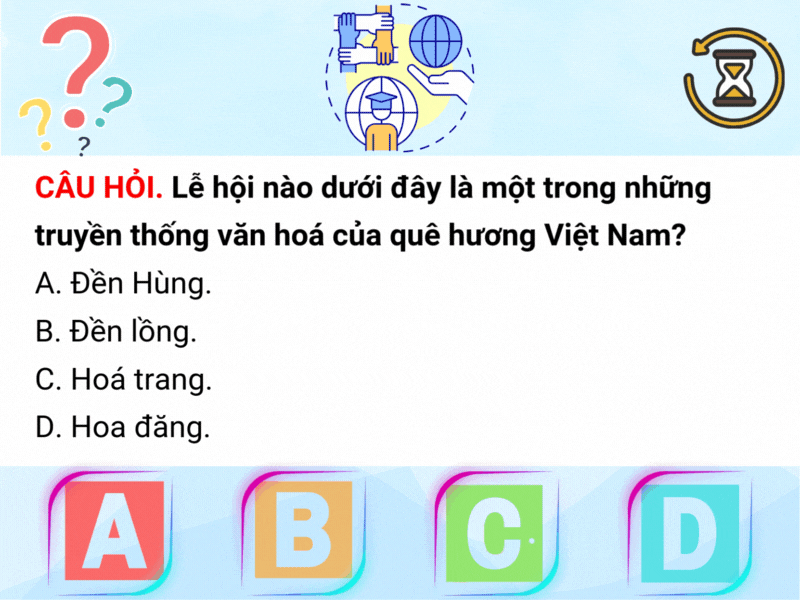 CÂU HỎI. Lễ hội nào dưới đây là một trong những
truyền thống văn hoá của quê hương Việt Nam?
A. Đền Hùng.
B. Đền lồng.
C. Hoá trang.
D. Hoa đăng.
A B C D